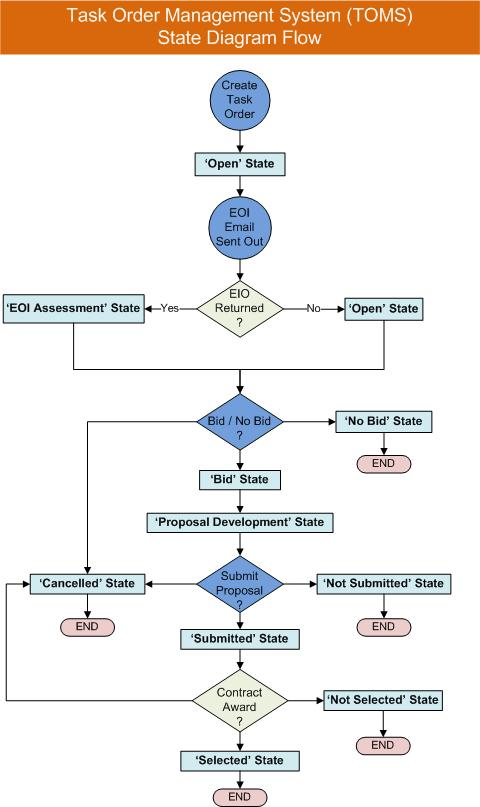 Task Order Management System (TOMS)
State Diagram Flow
Create
Task
Order
‘Open’ State
EOI
Email
Sent Out
EIO
Returned
?
Yes
No
‘EOI Assessment’ State
‘Open’ State
Bid / No Bid
?
‘No Bid’ State
END
‘Bid’ State
‘Proposal Development’ State
Submit
Proposal
?
‘Cancelled’ State
END
‘Not Submitted’ State
END
‘Submitted’ State
Contract
Award
?
‘Not Selected’ State
END
‘Selected’ State
END